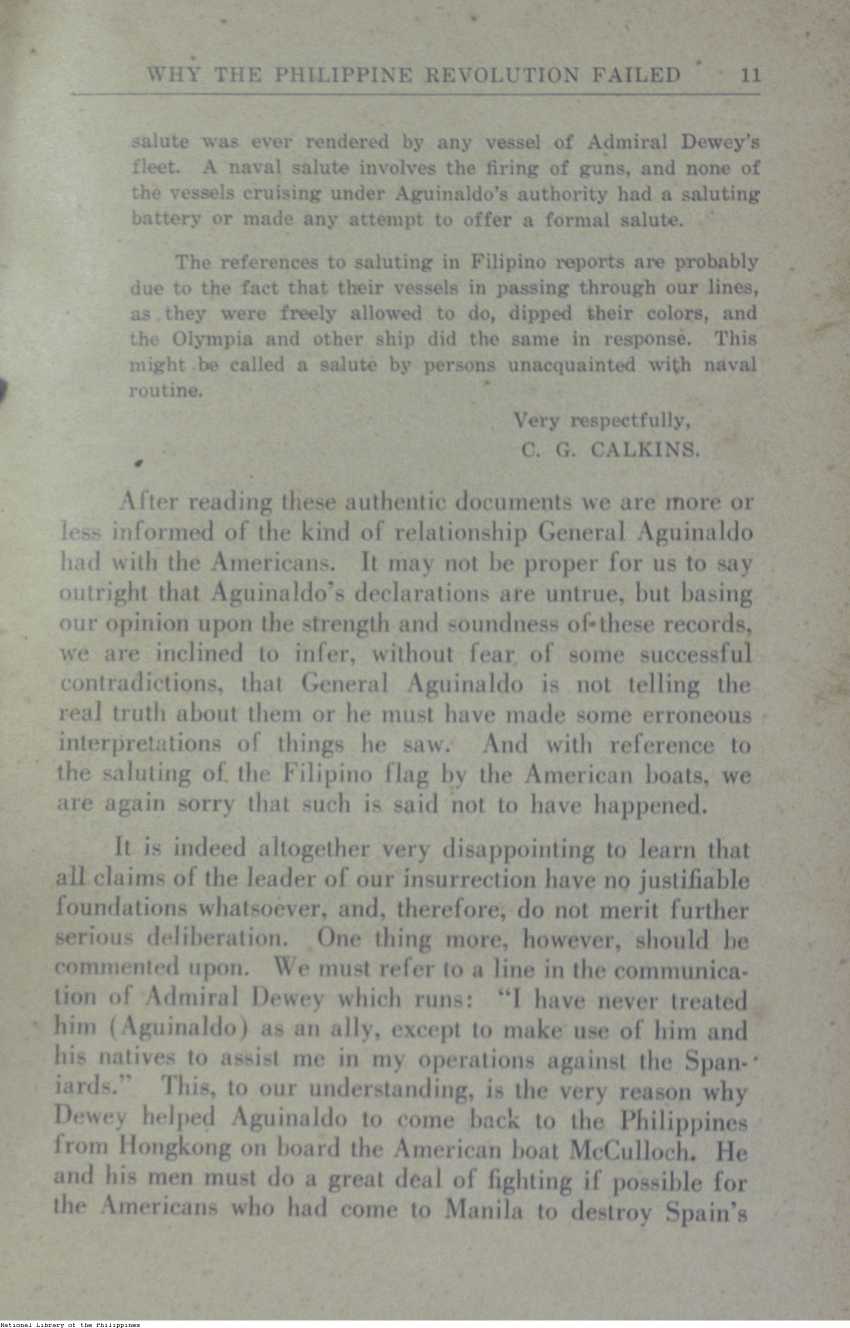 WHY THE PHILIPPINE REVOLUTION FAILED 11
salute was ever rendered by any vessel of Admiral Dewey's
fleet. A naval salute involves the firing of guns, and none of
the vessels cruising under Aguinaldo's authority had a saluting
battery or made any attempt to offer a formal salute.
The references to saluting in Filipino reports are probably
due to the fact that their vessels in passing through our lines,
as they were freely allowed to do, dipped their colors, and
the Olympia and other ship did the same in response. This
might be called a salute by persons unacquainted with naval
routine.
Very respectfully,
C. G. CALKINS.
After reading these authentic documents we are more or
less informed of the kind of relationship General Aguinaldo
had with the Americans. It may not be proper for us to say
outright that Aguinaldo's declarations are untrue, but basing
our opinion upon the strength and soundness of these records,
we are inclined to infer, without fear of some successful
contradictions, that General Aguinaldo is not telling the
real truth about them or he must have made some erroneous
interpretations of things he saw. And with reference to
the saluting of the Filipino flag by the American boats, we
are again sorry that such is said not to have happened.
It is indeed altogether very disappointing to learn that
all claims of the leader of our insurrection have no justifiable
foundations whatsoever, and, therefore, do not merit further
serious deliberation. One thing more, however, should be
commented upon. We must refer to a line in the communica-
tion of Admiral Dewey which runs: "I have never treated
him (Aguinaldo) as an ally, except to make use of him and
his natives to assist me in my operations against the Span-
iards." This, to our understanding, is the very reason why
Dewey helped Aguinaldo to come back to the Philippines
from Hongkong on board the American boat McCulloch. He
and his men must do a great deal of fighting if possible for
the Americans who had come to Manila to destroy Spain's
National Library of the Philippines